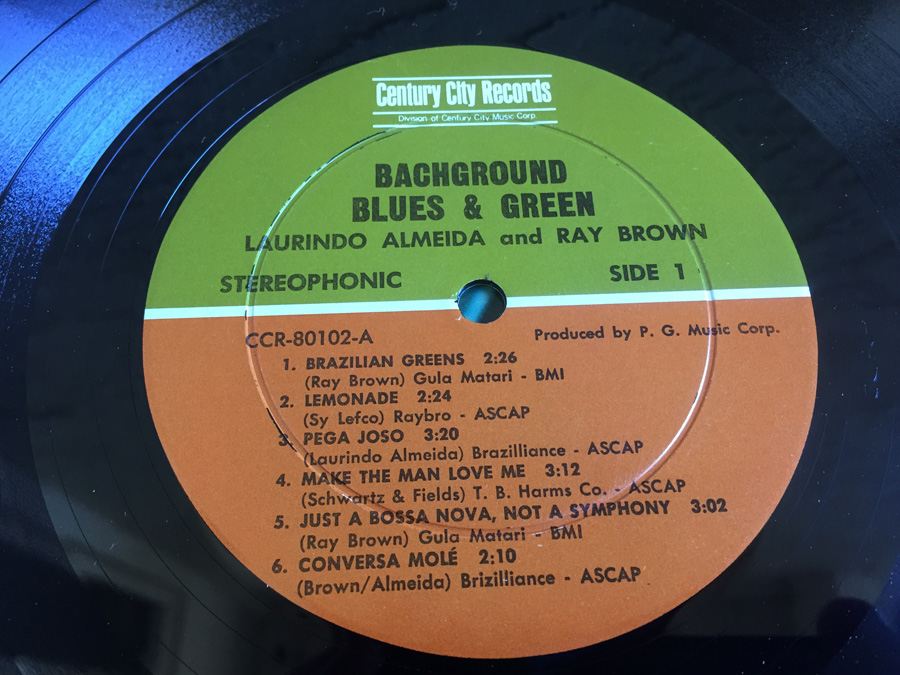 Century City Records
Division of Century City Music Corp.
BACHGROUND
BLUES & GREEN
LAURINDO ALMEIDA and RAY BROWN
STEREOPHONIC SIDE 1
CCR-80102-A Produced by P. G. Music Corp.
1. BRAZILIAN GREENS 2:26
(Ray Brown) Gula Matari - BMI
2. LEMONADE 2:24
(Sy Lefco) Raybro - ASCAP
3. PEGA JOSO 3:20
(Laurindo Almeida) Brazilliance - ASCAP
4. MAKE THE MAN LOVE ME 3:12
(Schwartz & Fields) T. B. Harms Co. - ASCAP
5. JUST A BOSSA NOVA, NOT A SYMPHONY 3:02
(Ray Brown) Gula Matari - BMI
6. CONVERSA MOLÉ 2:10
(Brown/Almeida) Brizilliance - ASCAP